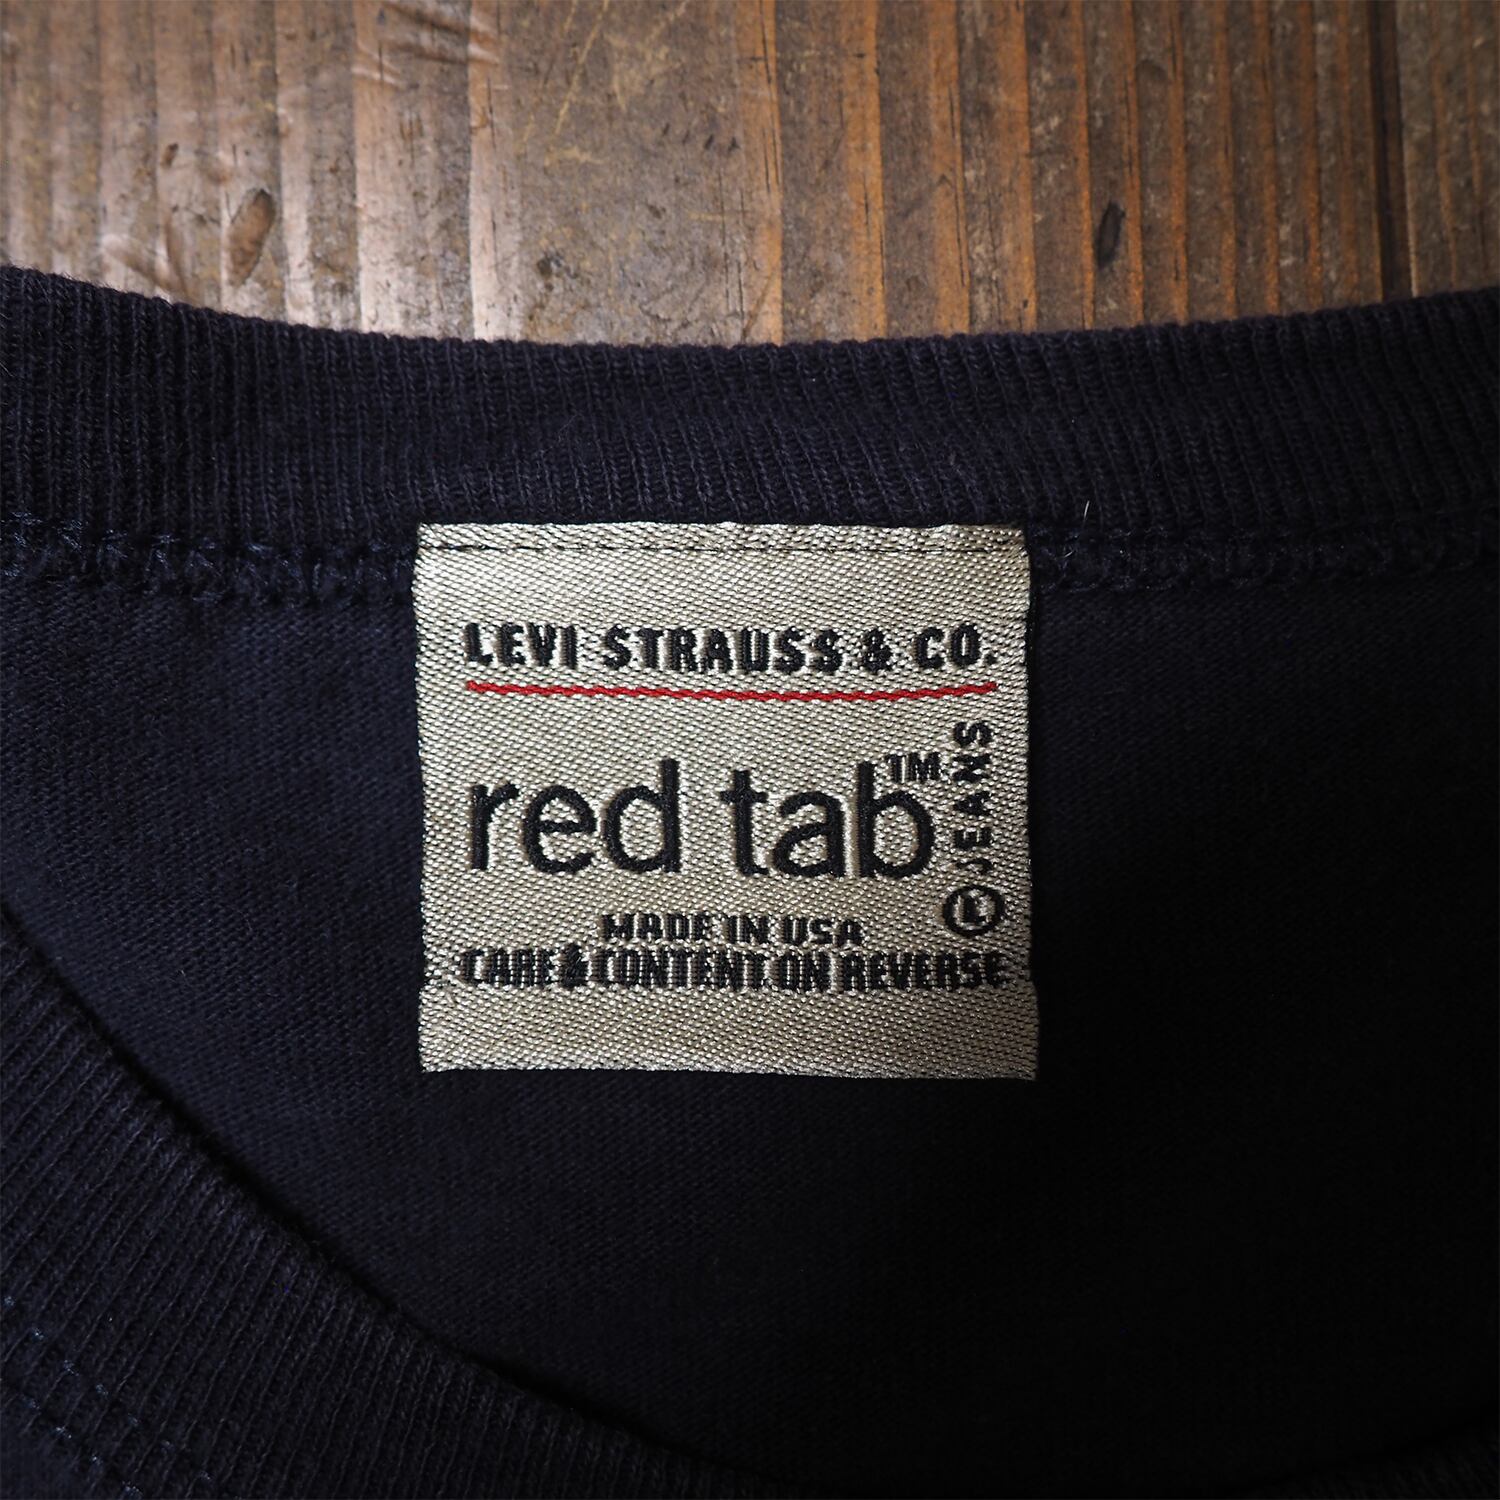 LEVI STRAUSS & CO.
red tab™
JEANS
®
MADE IN USA
CARE & CONTENT ON REVERSE